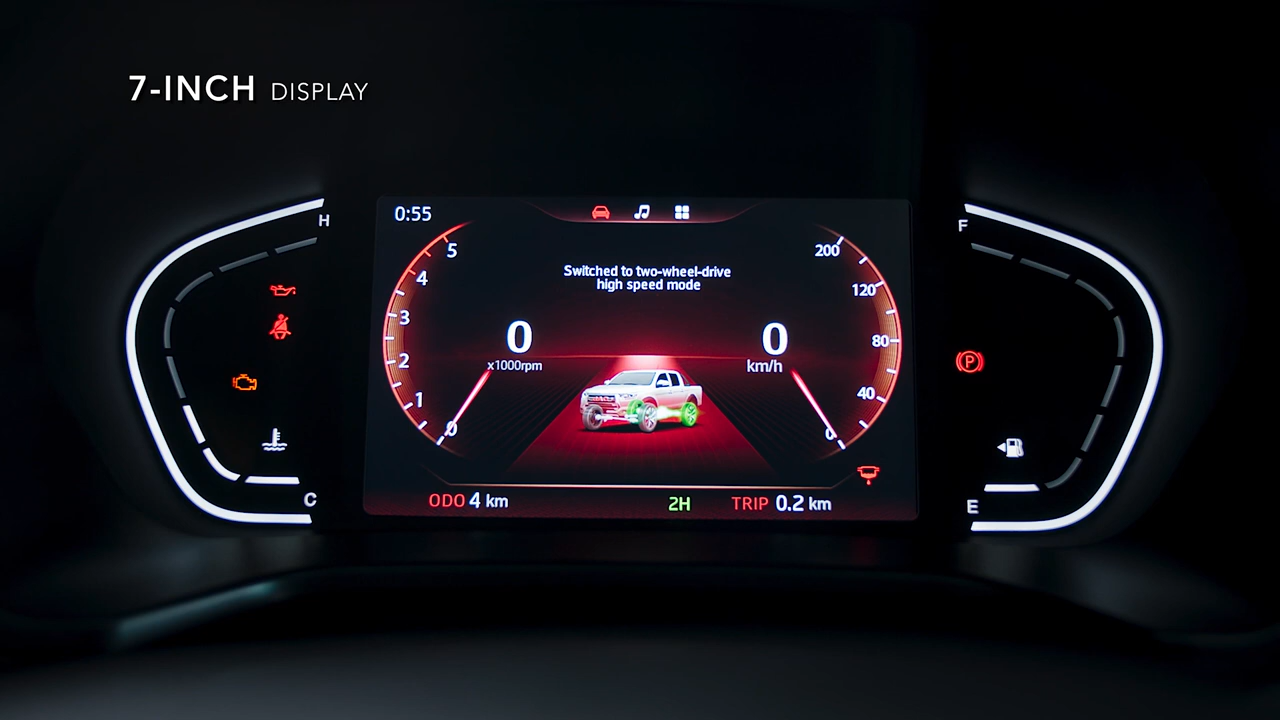 7-INCH DISPLAY
0:55
H
F
5
4
3
2
1
0
Switched to two-wheel-drive
high speed mode
0
x1000rpm
0
km/h
200
120
80
40
0
P
C
E
ODO 4 km
2H
TRIP 0.2 km